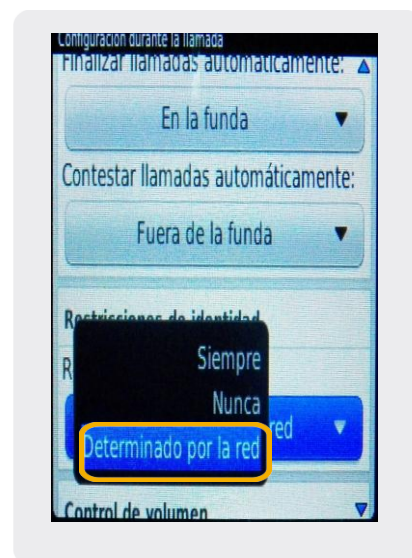 Configuración durante la llamada
Finalizar llamadas automáticamente:
En la funda
Contestar llamadas automáticamente:
Fuera de la funda
Restricciones de identidad
R
Siempre
Nunca
red
Determinado por la red
Control de volumen